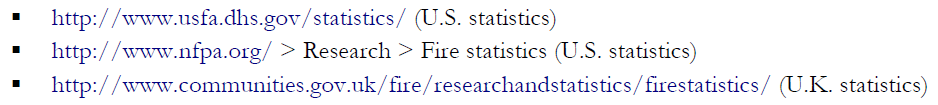 ▪ http://www.usfa.dhs.gov/statistics/ (U.S. statistics)
▪ http://www.nfpa.org/ > Research > Fire statistics (U.S. statistics)
▪ http://www.communities.gov.uk/fire/researchandstatistics/firestatistics/ (U.K. statistics)